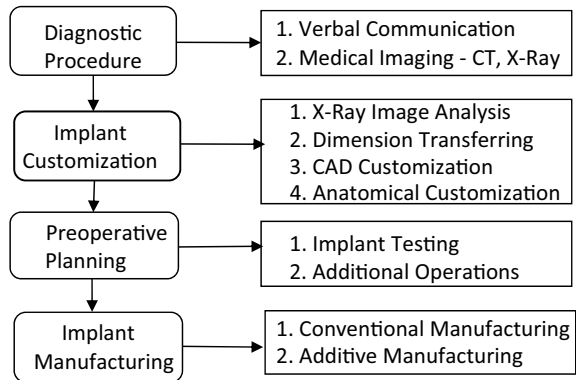 Diagnostic
Procedure
1. Verbal Communication
2. Medical Imaging - CT, X-Ray
Implant
Customization
1. X-Ray Image Analysis
2. Dimension Transferring
3. CAD Customization
4. Anatomical Customization
Preoperative
Planning
1. Implant Testing
2. Additional Operations
Implant
Manufacturing
1. Conventional Manufacturing
2. Additive Manufacturing